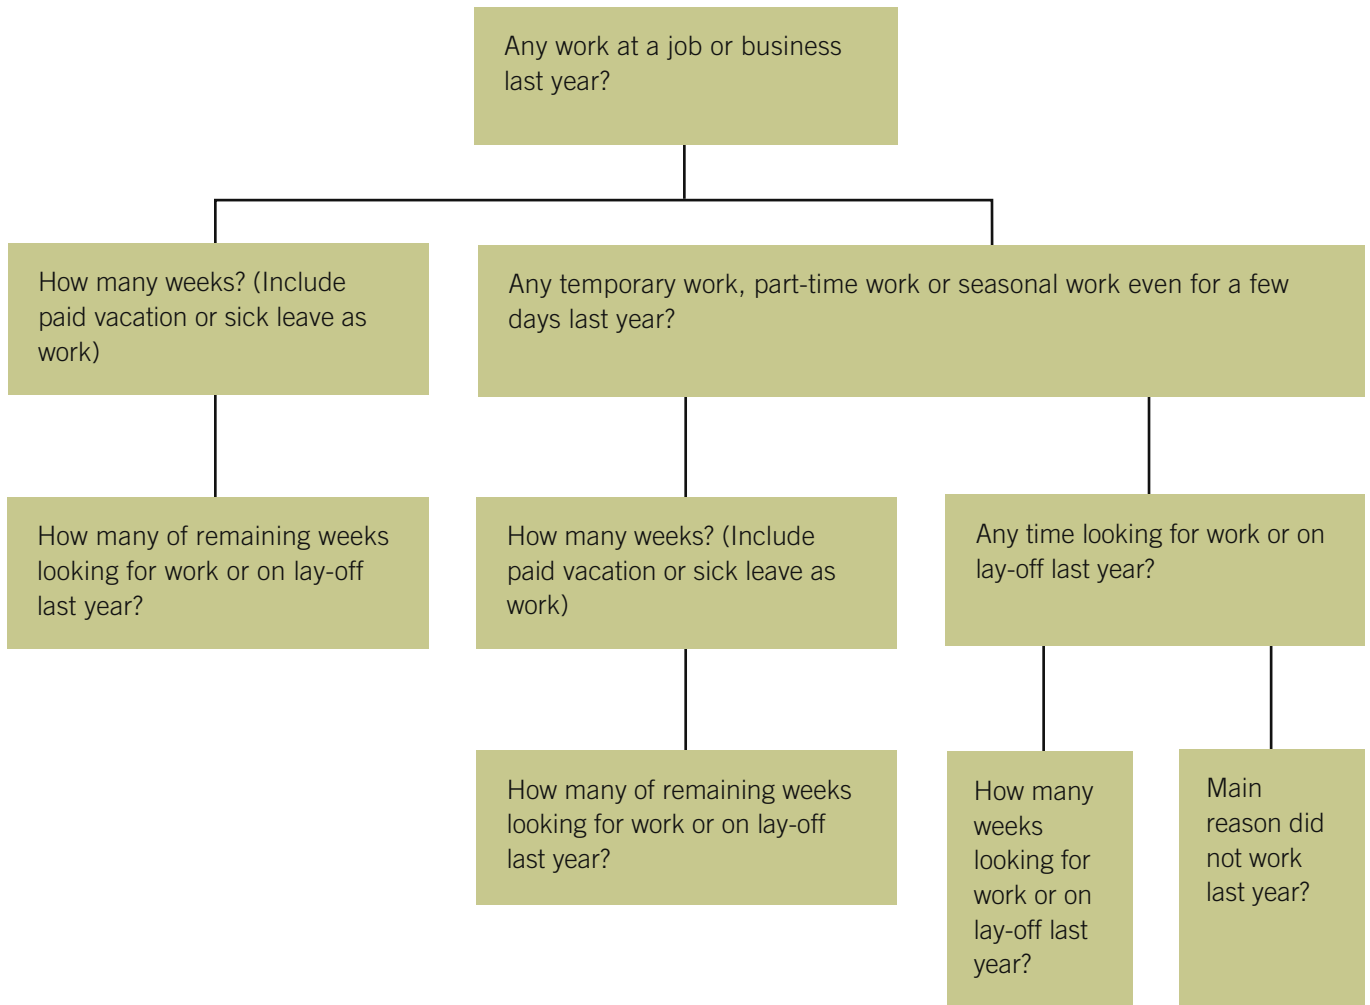 Any work at a job or business
last year?
How many weeks? (Include
paid vacation or sick leave as
work)
Any temporary work, part-time work or seasonal work even for a few
days last year?
How many of remaining weeks
looking for work or on lay-off
last year?
How many weeks? (Include
paid vacation or sick leave as
work)
Any time looking for work or on
lay-off last year?
How many of remaining weeks
looking for work or on lay-off
last year?
How many
weeks
looking for
work or on
lay-off last
year?
Main
reason did
not work
last year?